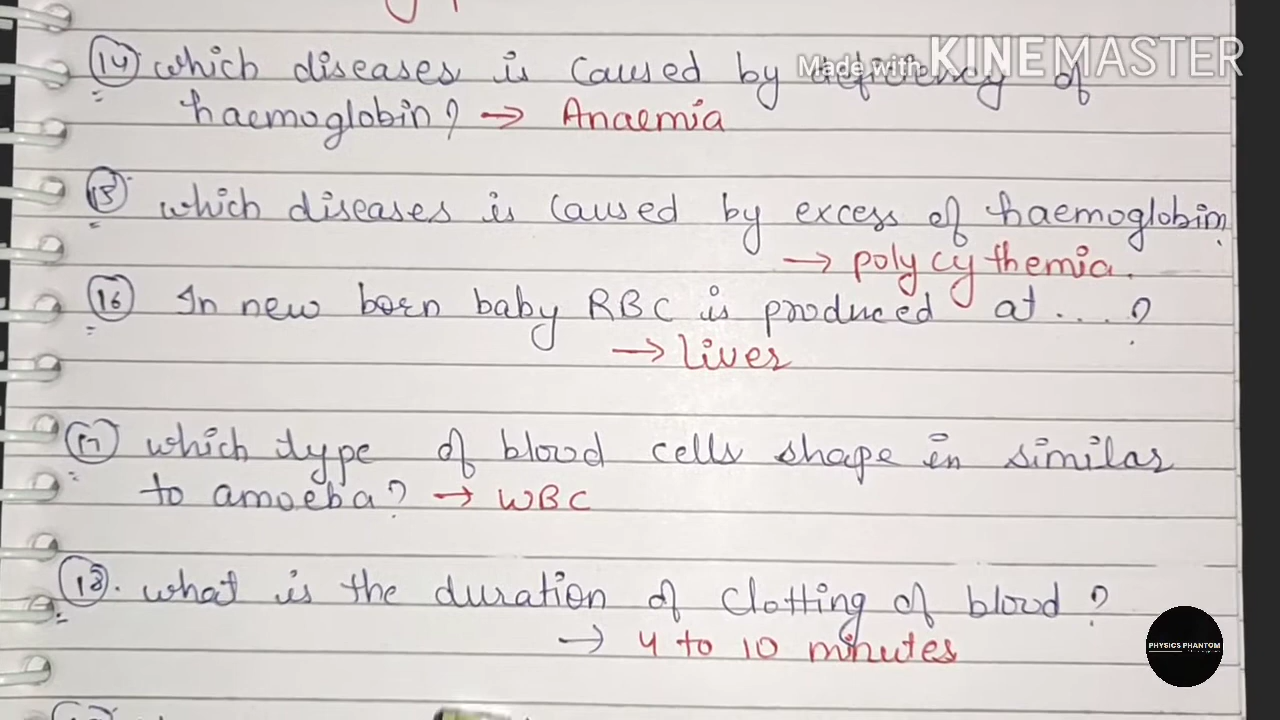 Made with KINEMASTER
(14) which diseases is caused by deficiency of
haemoglobin? → Anaemia
(15) which diseases is caused by excess of haemoglobin?
→ polycythemia.
(16) In new born baby RBC is produced at....?
→ liver
(17) which type of blood cells shape in similar
to amoeba? → WBC
(18). what is the duration of clotting of blood?
→ 4 to 10 minutes
PHYSICS PHANTOM